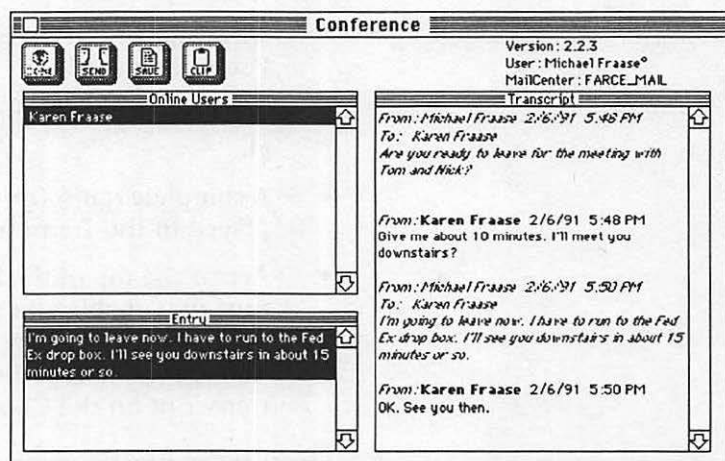 Conference
SEND
SAVE
CLIP
Version: 2.2.3
User: Michael Fraase°
MailCenter: FARCE_MAIL
Online Users
Karen Fraase
Entry
I'm going to leave now. I have to run to the Fed
Ex drop box. I'll see you downstairs in about 15
minutes or so.
Transcript
From: Michael Fraase 2/6/91 5:48 PM
To: Karen Fraase
Are you ready to leave for the meeting with
Tom and Nick?
From: Karen Fraase 2/6/91 5:48 PM
Give me about 10 minutes. I'll meet you
downstairs?
From: Michael Fraase 2/6/91 5:50 PM
To: Karen Fraase
I'm going to leave now. I have to run to the Fed
Ex drop box. I'll see you downstairs in about 15
minutes or so.
From: Karen Fraase 2/6/91 5:50 PM
OK. See you then.